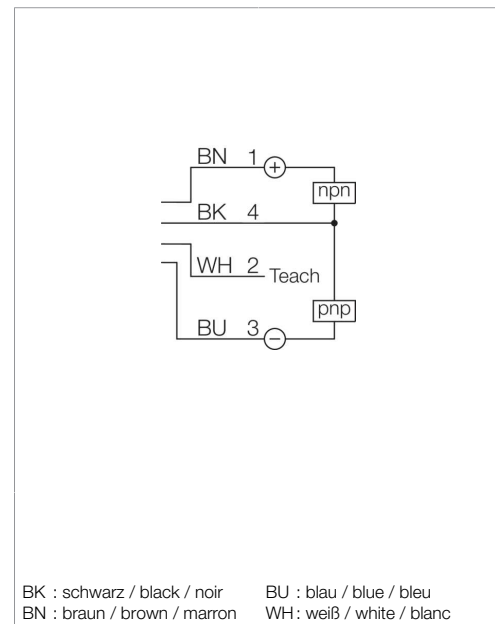 BN 1 +
npn
BK 4
WH 2 Teach
pnp
BU 3 −
BK : schwarz / black / noir BU : blau / blue / bleu
BN : braun / brown / marron WH : weiß / white / blanc